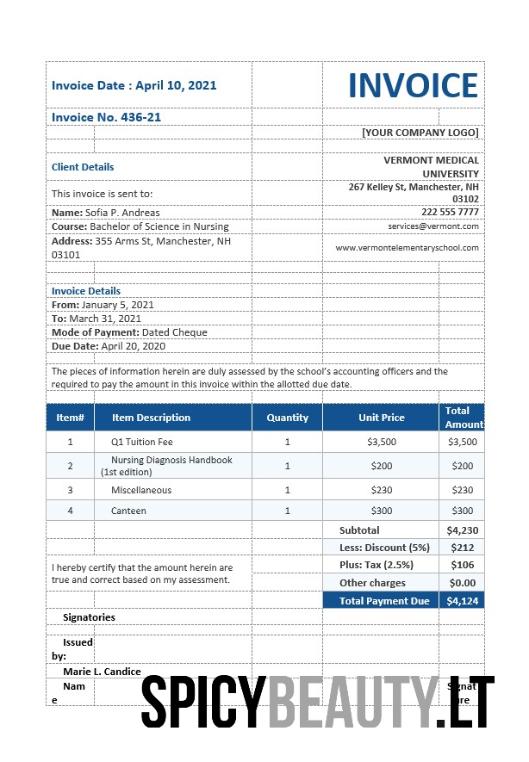 Invoice Date : April 10, 2021
INVOICE
Invoice No. 436-21
[YOUR COMPANY LOGO]
Client Details
VERMONT MEDICAL
UNIVERSITY
This invoice is sent to:
267 Kelley St, Manchester, NH
03102
Name: Sofia P. Andreas
222 555 7777
Course: Bachelor of Science in Nursing
services@vermont.com
Address: 355 Arms St, Manchester, NH
03101
www.vermontelementaryschool.com
Invoice Details
From: January 5, 2021
To: March 31, 2021
Mode of Payment: Dated Cheque
Due Date: April 20, 2020
The pieces of information herein are duly assessed by the school's accounting officers and the
required to pay the amount in this invoice within the allotted due date.
Item# Item Description Quantity Unit Price Total
Amount
1 Q1 Tuition Fee 1 $3,500 $3,500
2 Nursing Diagnosis Handbook
(1st edition) 1 $200 $200
3 Miscellaneous 1 $230 $230
4 Canteen 1 $300 $300
Subtotal $4,230
Less: Discount (5%) $212
I hereby certify that the amount herein are
true and correct based on my assessment.
Plus: Tax (2.5%) $106
Other charges $0.00
Total Payment Due $4,124
Signatories
Issued
by:
Marie L. Candice
Nam
e
Signat
ure
SPICYBEAUTY.LT